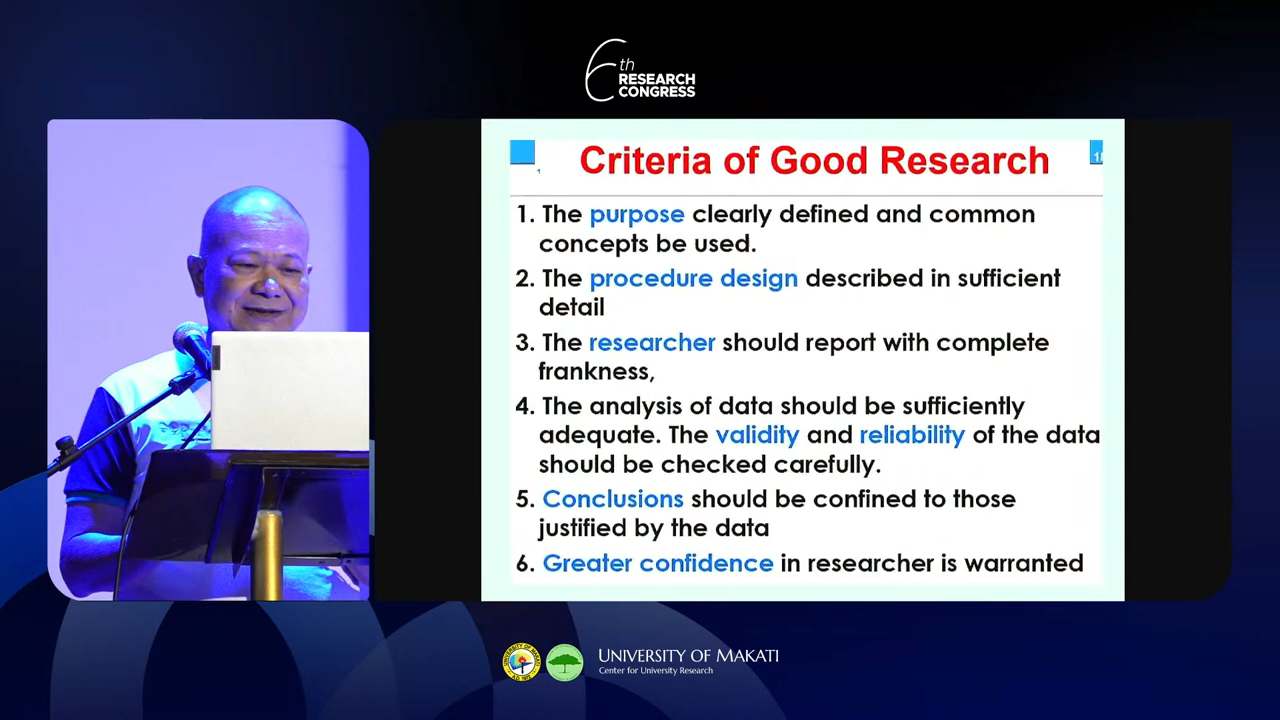 6th
RESEARCH
CONGRESS
Criteria of Good Research
1. The purpose clearly defined and common
concepts be used.
2. The procedure design described in sufficient
detail
3. The researcher should report with complete
frankness,
4. The analysis of data should be sufficiently
adequate. The validity and reliability of the data
should be checked carefully.
5. Conclusions should be confined to those
justified by the data
6. Greater confidence in researcher is warranted
UNIVERSITY OF MAKATI
Center for University Research